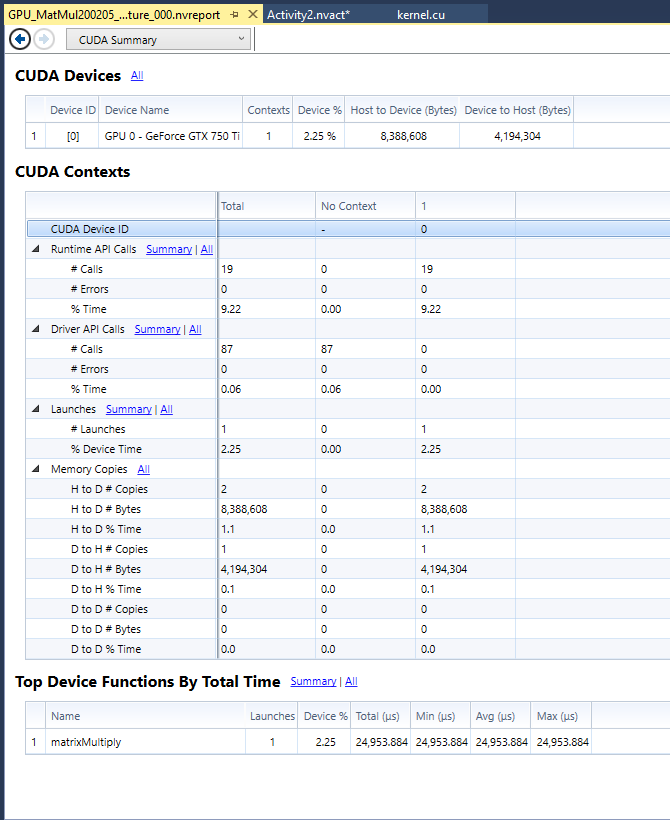 GPU_MatMul200205_...ture_000.nvreport Activity2.nvact* kernel.cu
CUDA Summary
CUDA Devices All
Device ID Device Name Contexts Device % Host to Device (Bytes) Device to Host (Bytes)
1 [0] GPU 0 - GeForce GTX 750 Ti 1 2.25 % 8,388,608 4,194,304
CUDA Contexts
Total No Context 1
CUDA Device ID - 0
Runtime API Calls Summary | All
# Calls 19 0 19
# Errors 0 0 0
% Time 9.22 0.00 9.22
Driver API Calls Summary | All
# Calls 87 87 0
# Errors 0 0 0
% Time 0.06 0.06 0.00
Launches Summary | All
# Launches 1 0 1
% Device Time 2.25 0.00 2.25
Memory Copies All
H to D # Copies 2 0 2
H to D # Bytes 8,388,608 0 8,388,608
H to D % Time 1.1 0.0 1.1
D to H # Copies 1 0 1
D to H # Bytes 4,194,304 0 4,194,304
D to H % Time 0.1 0.0 0.1
D to D # Copies 0 0 0
D to D # Bytes 0 0 0
D to D % Time 0.0 0.0 0.0
Top Device Functions By Total Time Summary | All
Name Launches Device % Total (µs) Min (µs) Avg (µs) Max (µs)
1 matrixMultiply 1 2.25 24,953.884 24,953.884 24,953.884 24,953.884